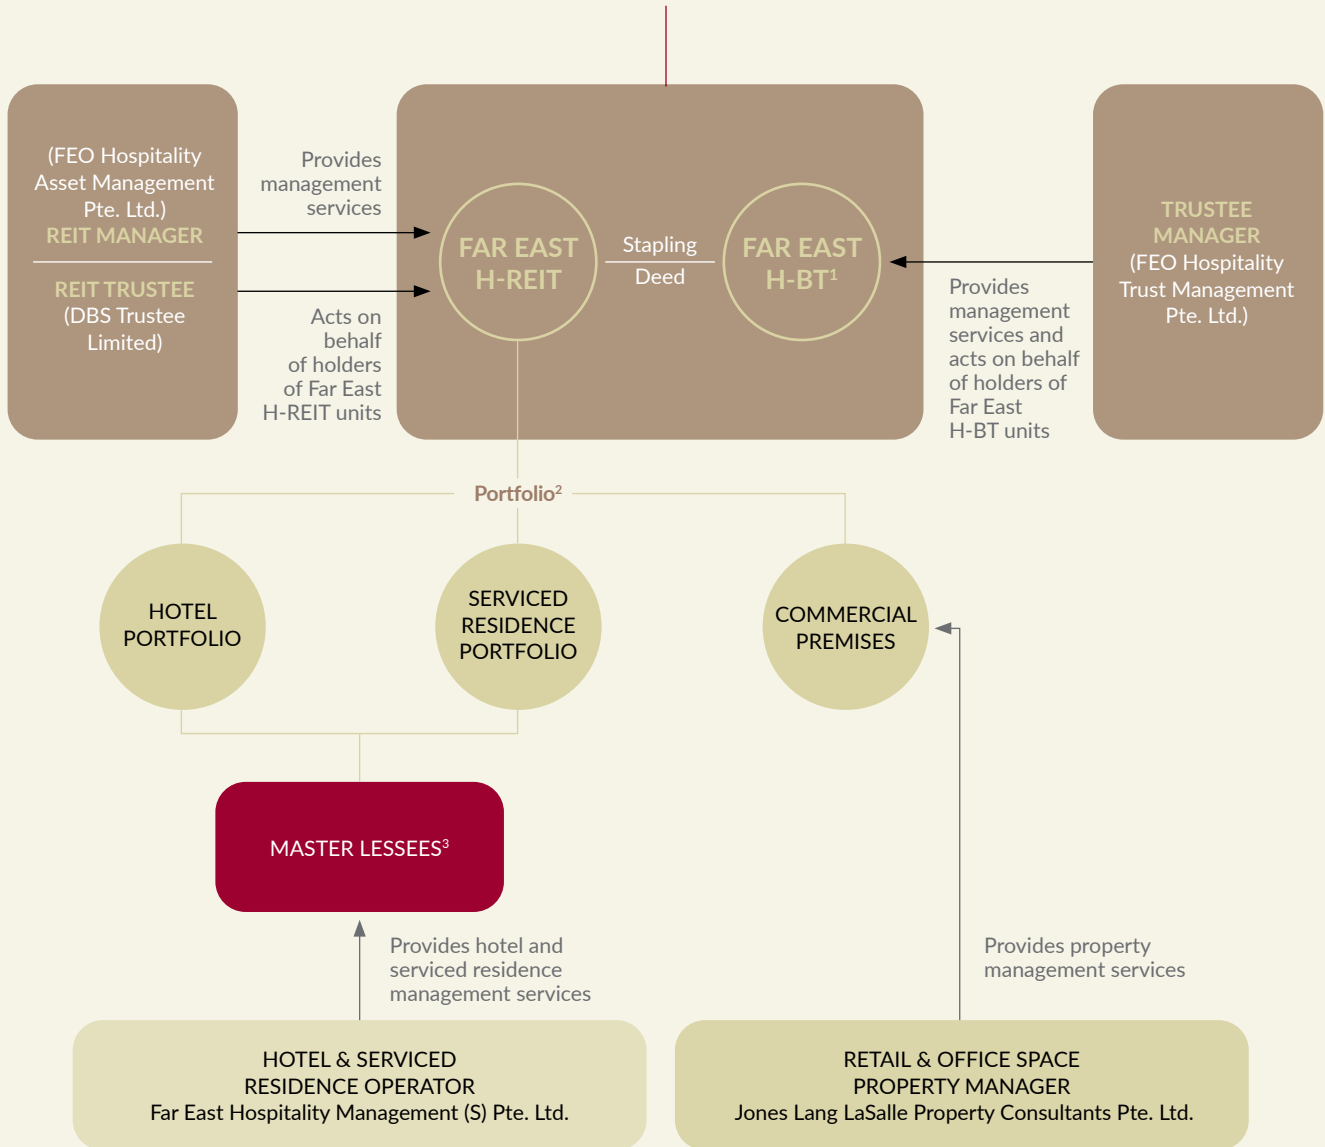 (FEO Hospitality
Asset Management
Pte. Ltd.)
REIT MANAGER
REIT TRUSTEE
(DBS Trustee
Limited)
Provides
management
services
Acts on
behalf
of holders
of Far East
H-REIT units
FAR EAST
H-REIT
Stapling
Deed
FAR EAST
H-BT¹
Provides
management
services and
acts on behalf
of holders of
Far East
H-BT units
TRUSTEE
MANAGER
(FEO Hospitality
Trust Management
Pte. Ltd.)
Portfolio²
HOTEL
PORTFOLIO
SERVICED
RESIDENCE
PORTFOLIO
COMMERCIAL
PREMISES
MASTER LESSEES³
Provides hotel and
serviced residence
management services
Provides property
management services
HOTEL & SERVICED
RESIDENCE OPERATOR
Far East Hospitality Management (S) Pte. Ltd.
RETAIL & OFFICE SPACE
PROPERTY MANAGER
Jones Lang LaSalle Property Consultants Pte. Ltd.